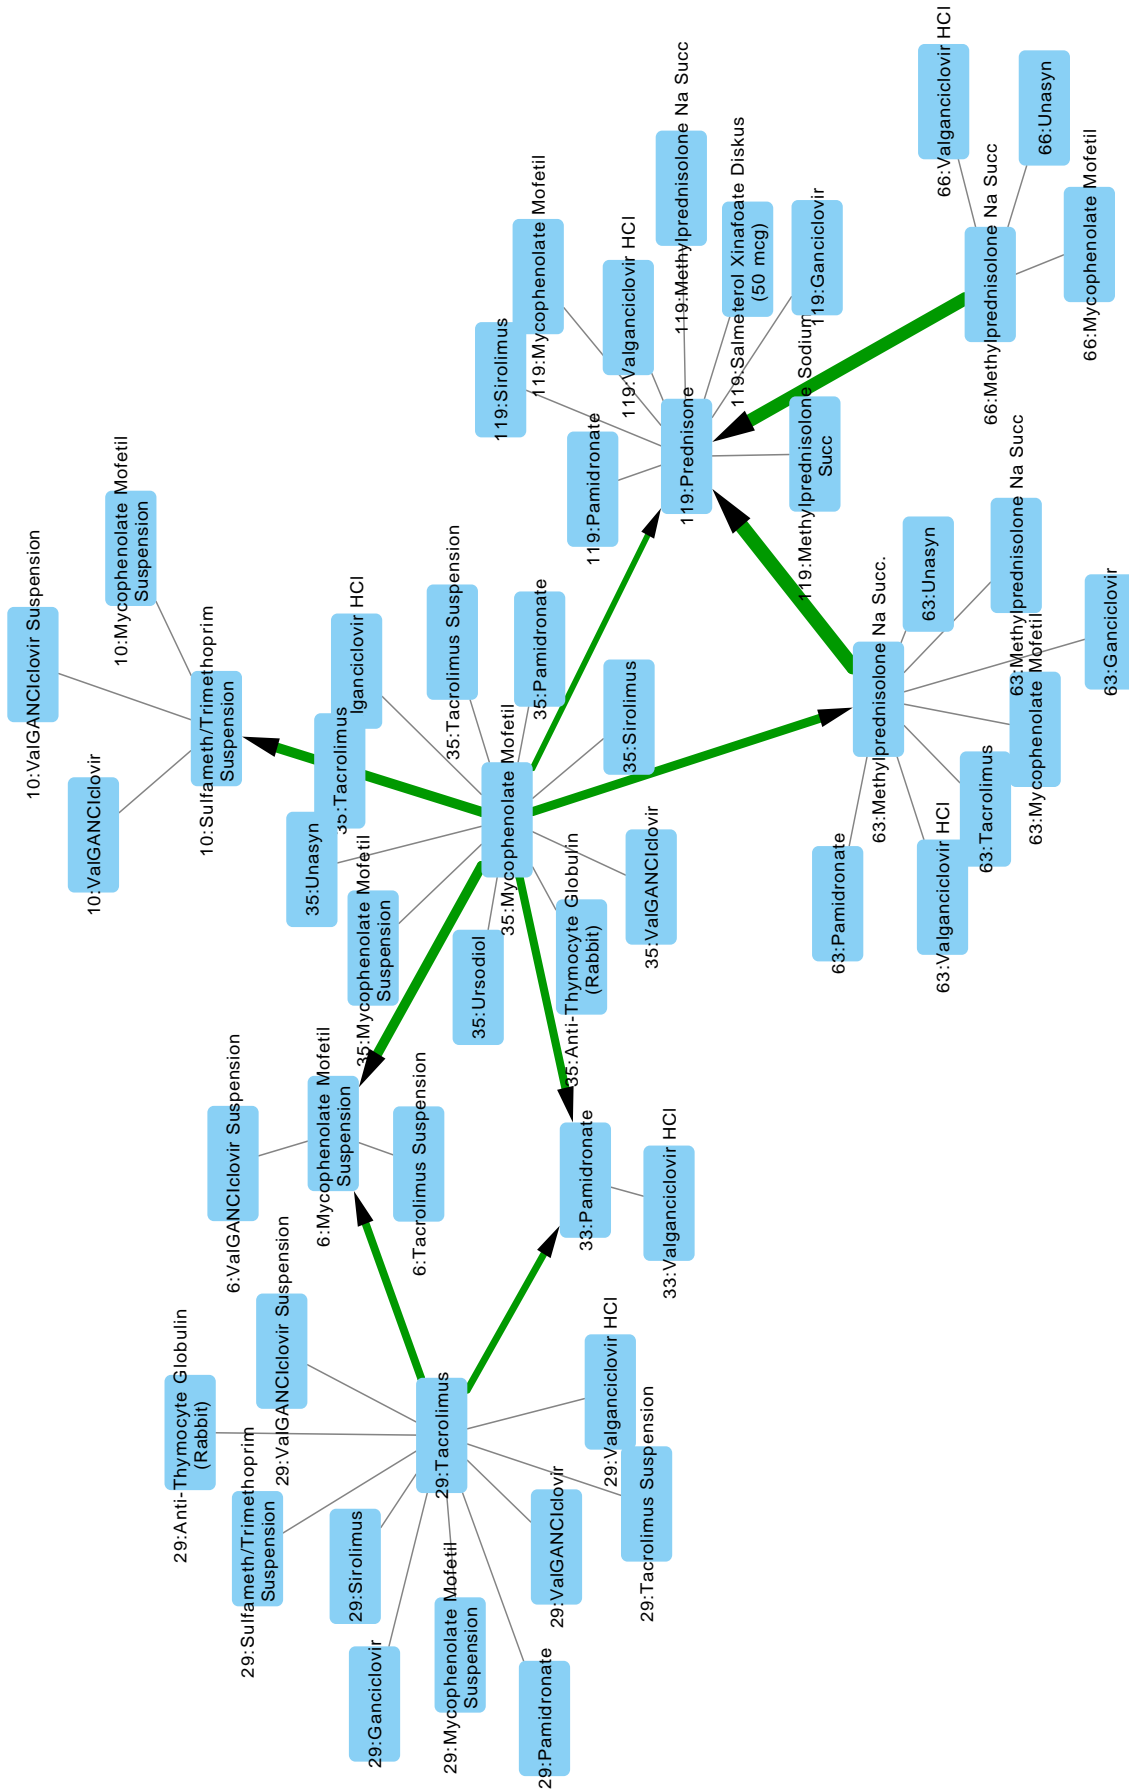 10:ValGANCIclovir Suspension
10:Mycophenolate Mofetil
Suspension
10:ValGANCIclovir
10:Sulfameth/Trimethoprim
Suspension
lganciclovir HCl
35:Tacrolimus Suspension
35:Pamidronate
35:Tacrolimus
35:Sirolimus
35:Unasyn
35:Mycophenolate Mofetil
35:Mycophenolate Mofetil
Suspension
35:Ursodiol
35:Anti-Thymocyte Globulin
(Rabbit)
35:ValGANCIclovir
119:Sirolimus
119:Mycophenolate Mofetil
119:Valganciclovir HCl
119:Methylprednisolone Na Succ
119:Salmeterol Xinafoate Diskus
(50 mcg)
119:Ganciclovir
119:Pamidronate
119:Prednisone
119:Methylprednisolone Sodium
Succ
66:Valganciclovir HCl
66:Unasyn
66:Methylprednisolone Na Succ
66:Mycophenolate Mofetil
63:Methylprednisolone Na Succ.
63:Unasyn
63:Methylprednisolone Na Succ
63:Ganciclovir
63:Mycophenolate Mofetil
63:Tacrolimus
63:Valganciclovir HCl
63:Pamidronate
6:ValGANCIclovir Suspension
6:Mycophenolate Mofetil
Suspension
6:Tacrolimus Suspension
33:Pamidronate
33:Valganciclovir HCl
29:Anti-Thymocyte Globulin
(Rabbit)
29:ValGANCIclovir Suspension
29:Tacrolimus
29:Valganciclovir HCl
29:Sulfameth/Trimethoprim
Suspension
29:Sirolimus
29:Ganciclovir
29:Mycophenolate Mofetil
Suspension
29:Pamidronate
29:ValGANCIclovir
29:Tacrolimus Suspension